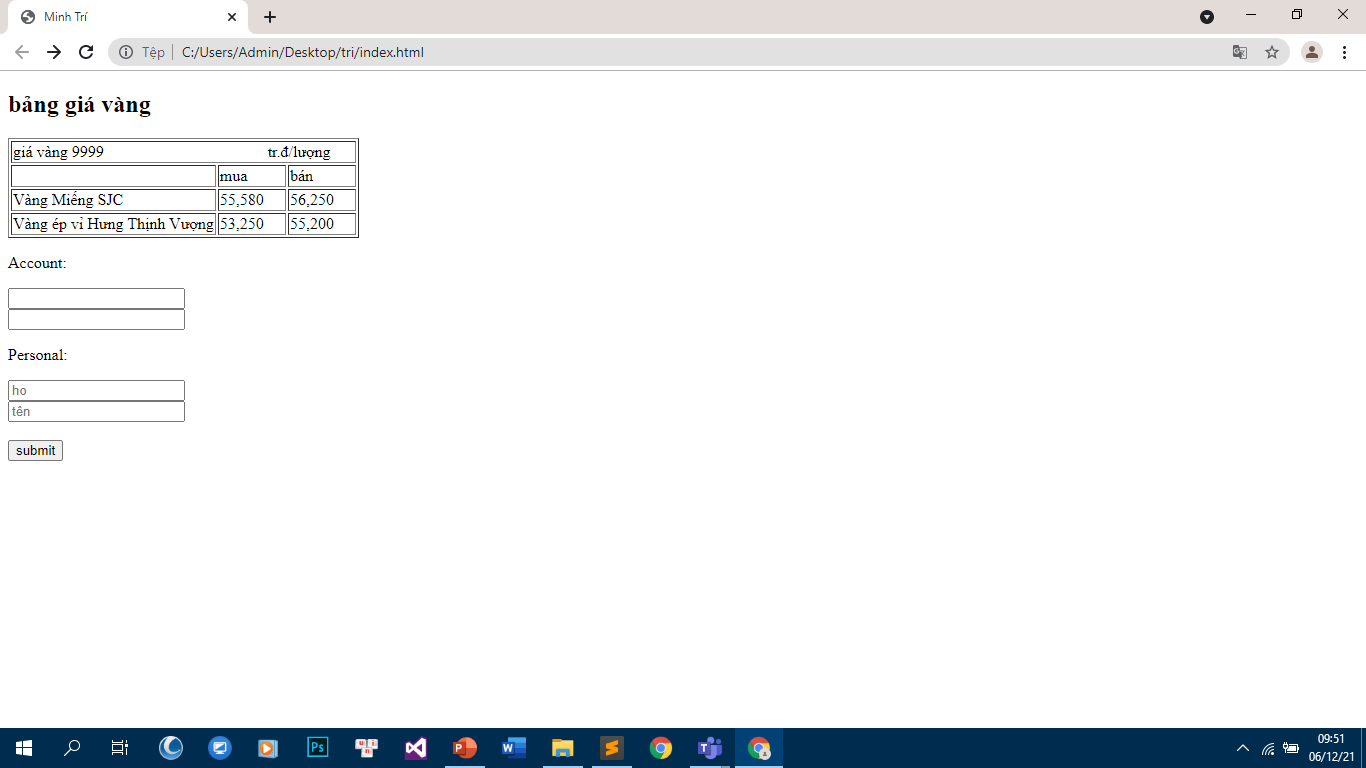 Minh Trí
Tệp C:/Users/Admin/Desktop/tri/index.html
bảng giá vàng
giá vàng 9999 tr.đ/lượng
mua bán
Vàng Miếng SJC 55,580 56,250
Vàng ép vỉ Hưng Thịnh Vượng 53,250 55,200
Account:
Personal:
ho
tên
submit
09:51
06/12/21